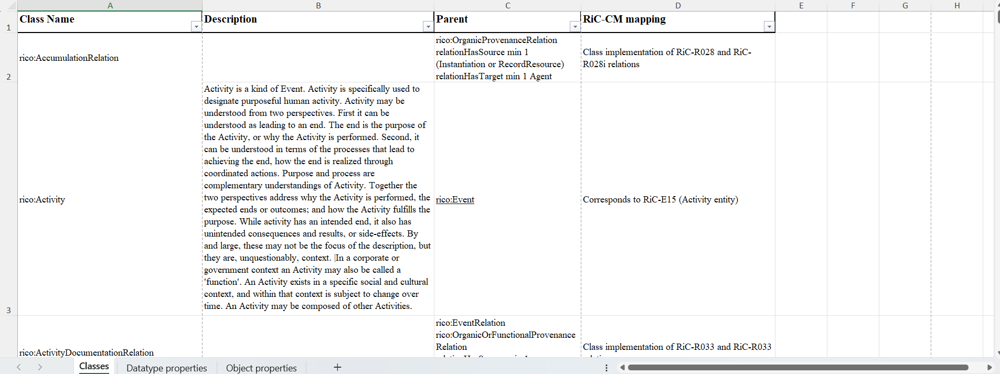 A B C D E F G H
1 Class Name Description Parent RiC-CM mapping
rico:OrganicProvenanceRelation
relationHasSource min 1
(Instantiation or RecordResource)
relationHasTarget min 1 Agent
2 rico:AccumulationRelation
Class implementation of RiC-R028 and RiC-
R028i relations
Activity is a kind of Event. Activity is specifically used to
designate purposeful human activity. Activity may be
understood from two perspectives. First it can be
understood as leading to an end. The end is the purpose of
the Activity, or why the Activity is performed. Second, it
can be understood in terms of the processes that lead to
achieving the end, how the end is realized through
coordinated actions. Purpose and process are
complementary understandings of Activity. Together the
two perspectives address why the Activity is performed, the
expected ends or outcomes; and how the Activity fulfills the
purpose. While activity has an intended end, it also has
unintended consequences and results, or side-effects. By
and large, these may not be the focus of the description, but
they are, unquestionably, context. |In a corporate or
government context an Activity may also be called a
'function'. An Activity exists in a specific social and cultural
context, and within that context is subject to change over
time. An Activity may be composed of other Activities.
3 rico:Activity
rico:Event
Corresponds to RiC-E15 (Activity entity)
rico:ActivityDocumentationRelation
rico:EventRelation
rico:OrganicOrFunctionalProvenance
Relation
Class implementation of RiC-R033 and RiC-R033
Classes Datatype properties Object properties